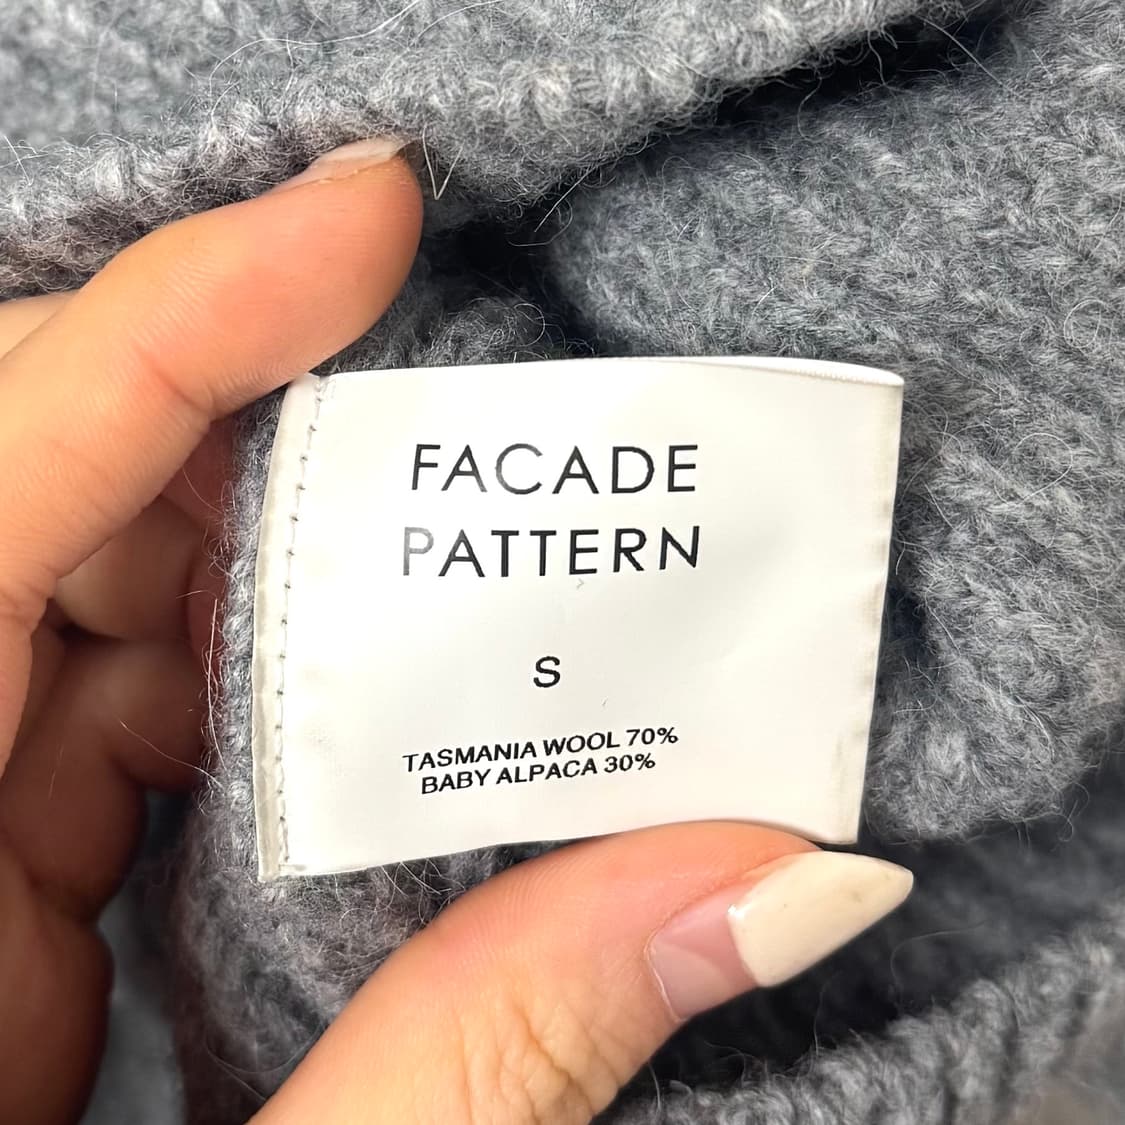 FACADE
PATTERN
S
TASMANIA WOOL 70%
BABY ALPACA 30%